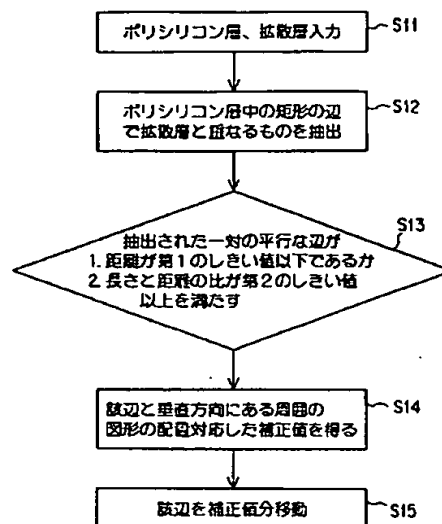 ポリシリコン層、拡散層入力
S11
ポリシリコン層中の矩形の辺
で拡散層と重なるものを抽出
S12
抽出された一対の平行な辺が
1. 距離が第1のしきい値以下であるか
2. 長さと距離の比が第2のしきい値
以上を満たす
S13
該辺と垂直方向にある周囲の
図形の配置対応した補正値を得る
S14
該辺を補正値分移動
S15